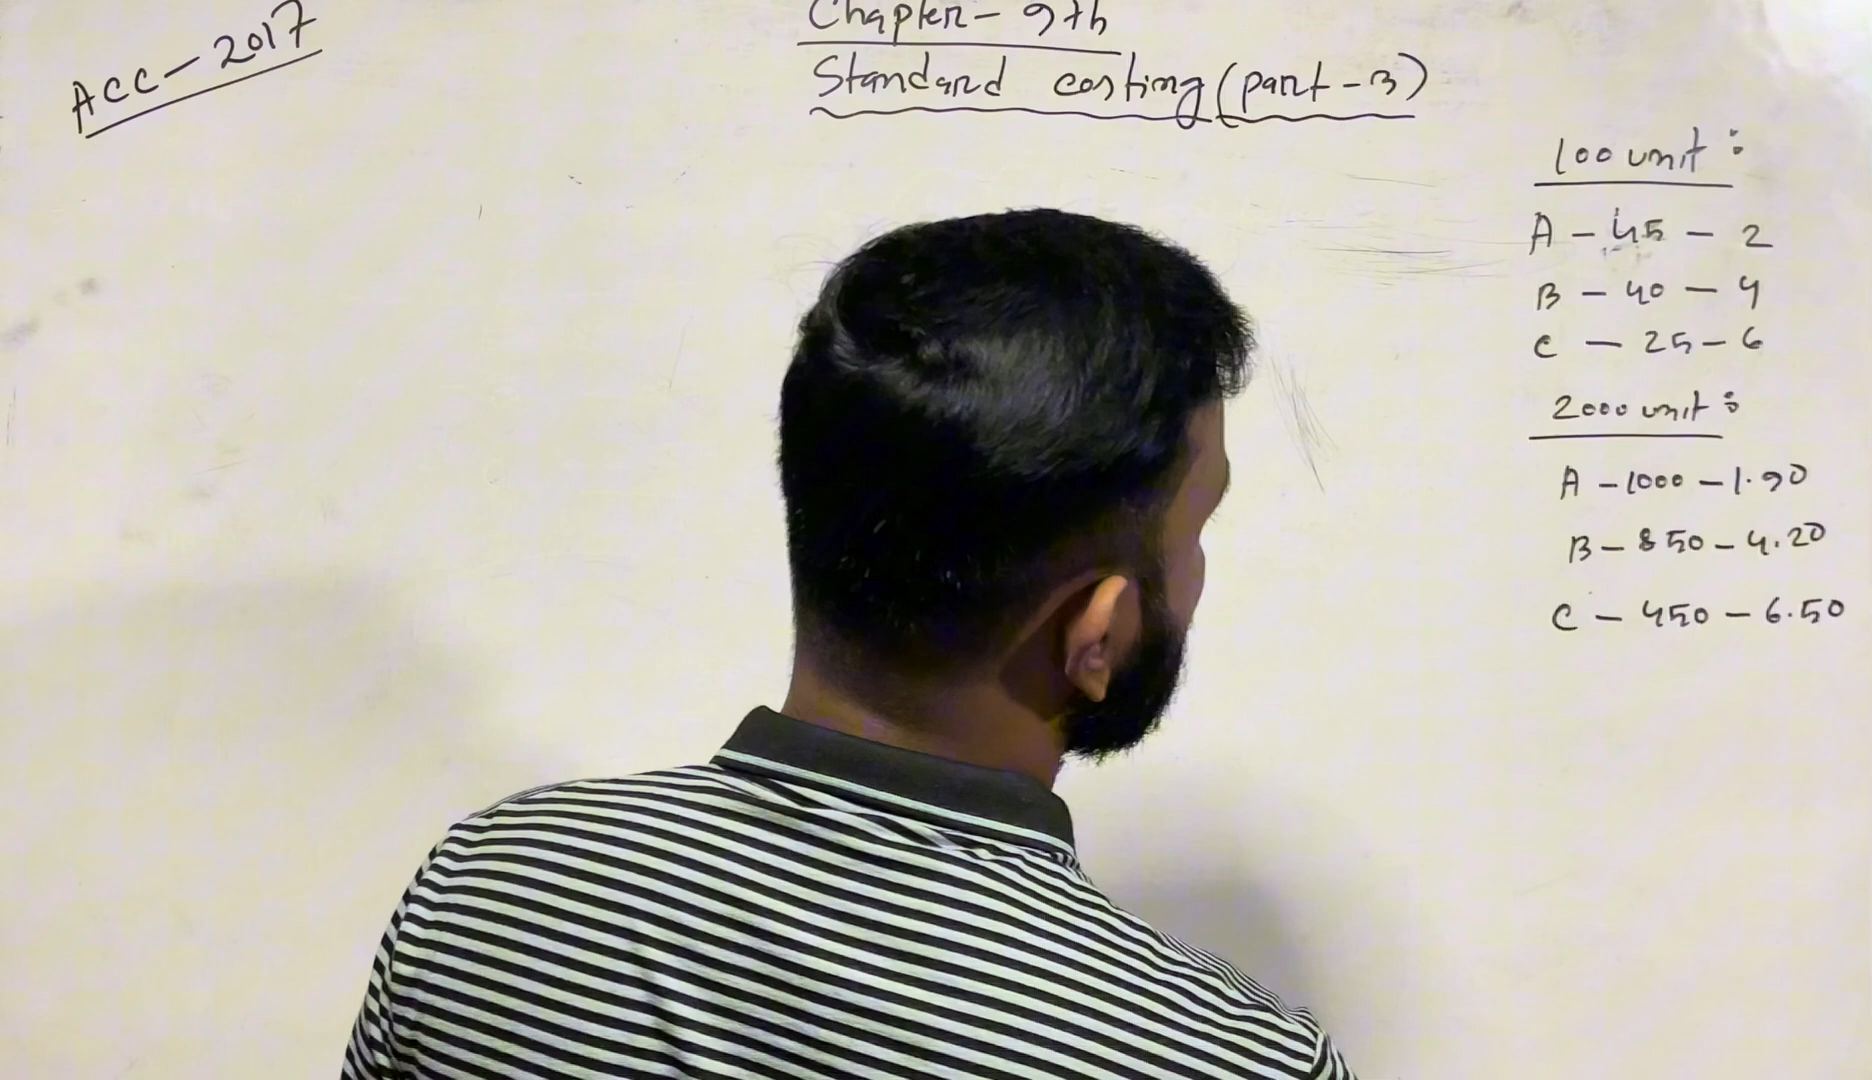 ACC-2017
Chapter - 9th
Standard costing (part-B)
100 unit :
A - 45 - 2
B - 40 - 4
C - 25 - 6
2000 unit :
A - 1000 - 1.90
B - 850 - 4.20
C - 450 - 6.50